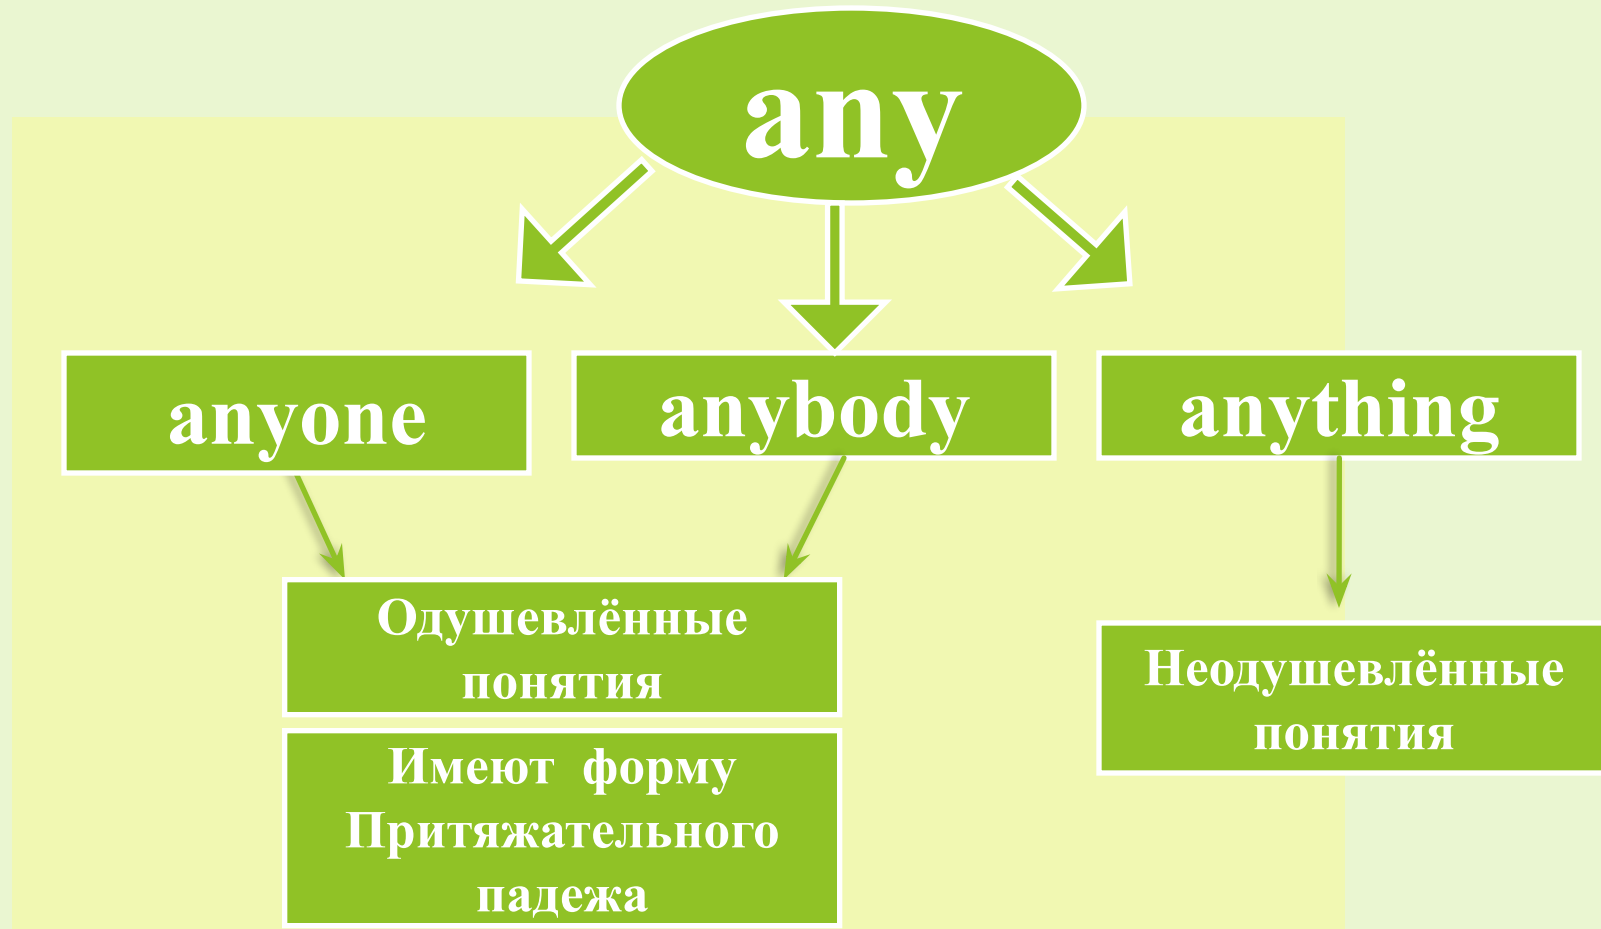 any
anyone
anybody
anything
Одушевлённые
понятия
Неодушевлённые
понятия
Имеют форму
Притяжательного
падежа